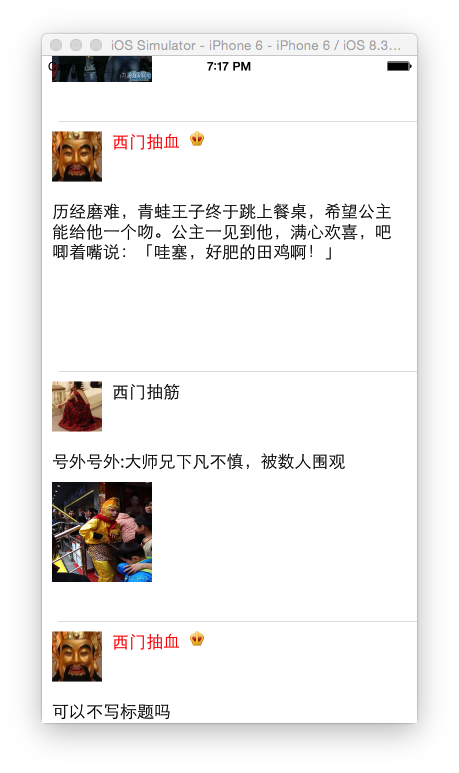 iOS Simulator - iPhone 6 - iPhone 6 / iOS 8.3...
7:17 PM
西门抽血
历经磨难，青蛙王子终于跳上餐桌，希望公主
能给他一个吻。公主一见到他，满心欢喜，吧
唧着嘴说：「哇塞，好肥的田鸡啊！」
西门抽筋
号外号外:大师兄下凡不慎，被数人围观
西门抽血
可以不写标题吗